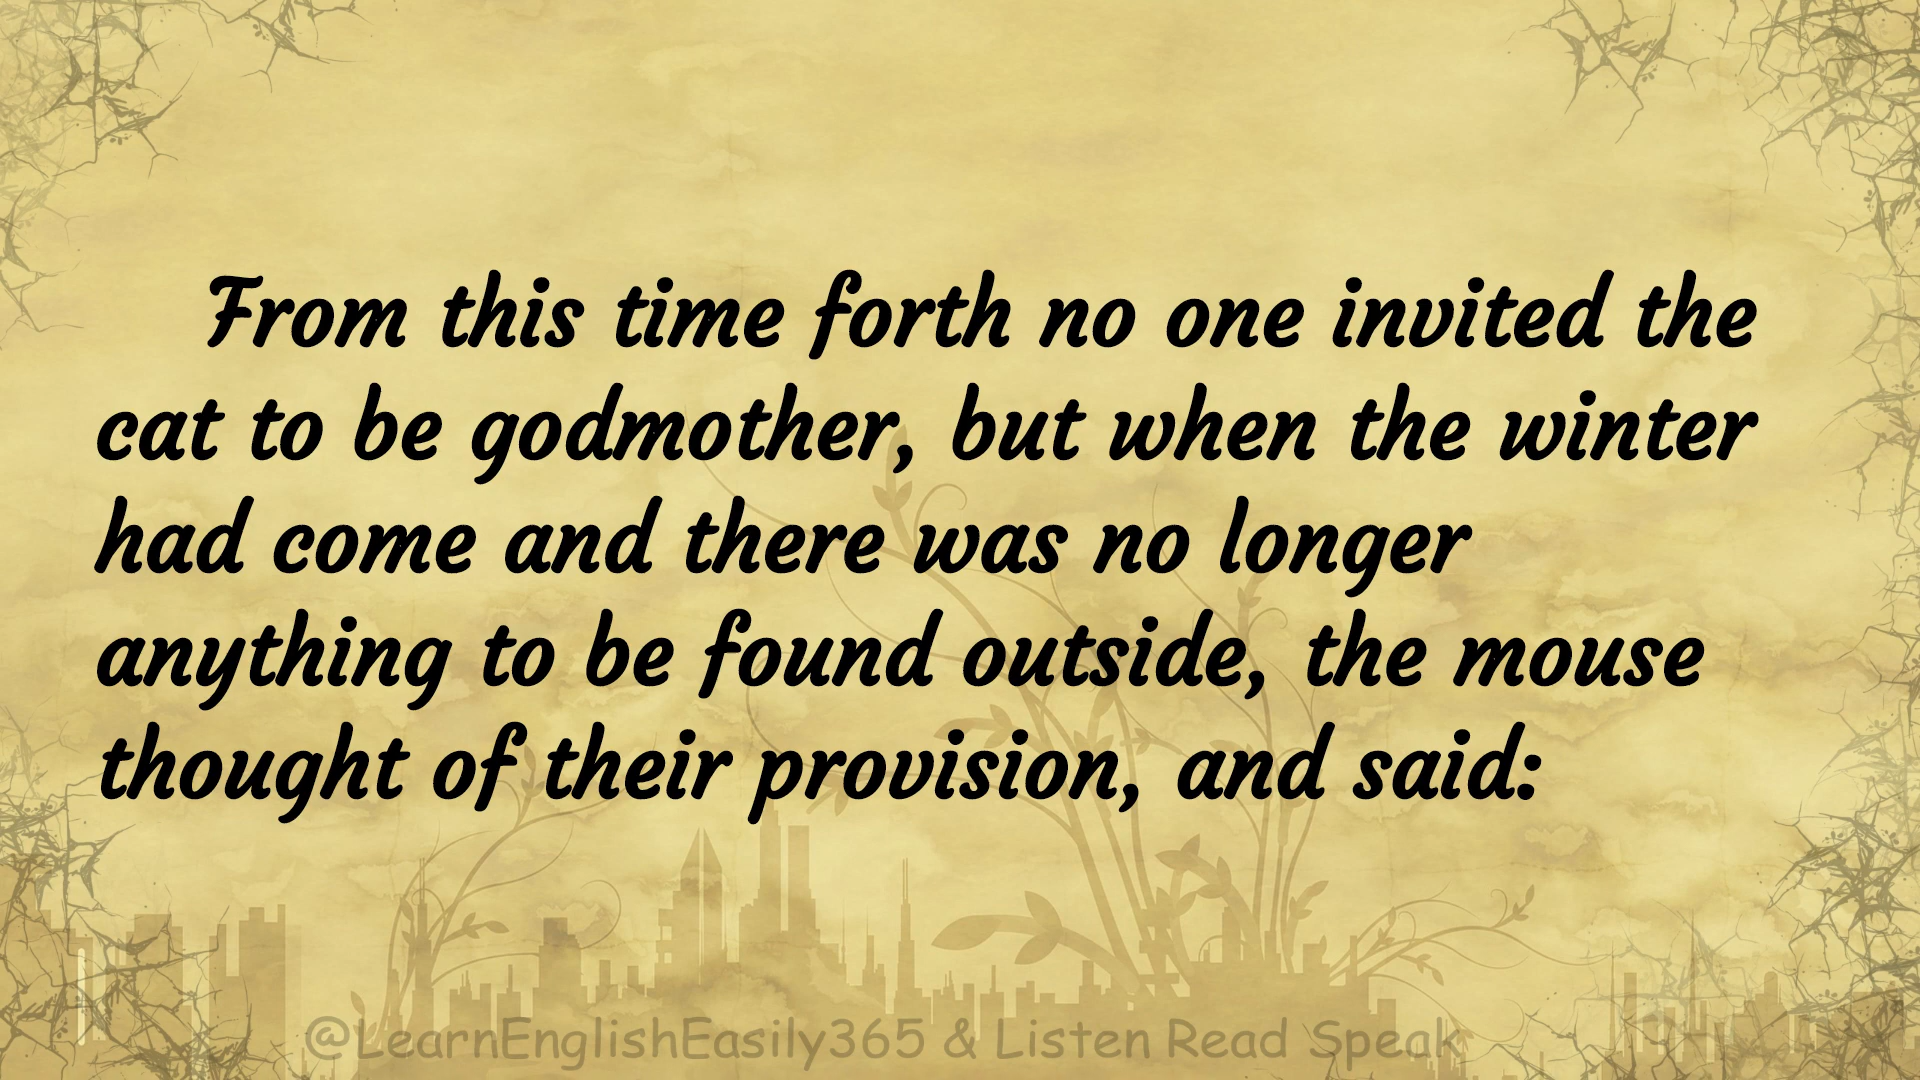 From this time forth no one invited the
cat to be godmother, but when the winter
had come and there was no longer
anything to be found outside, the mouse
thought of their provision, and said:
@LearnEnglishEasily365 & Listen Read Speak